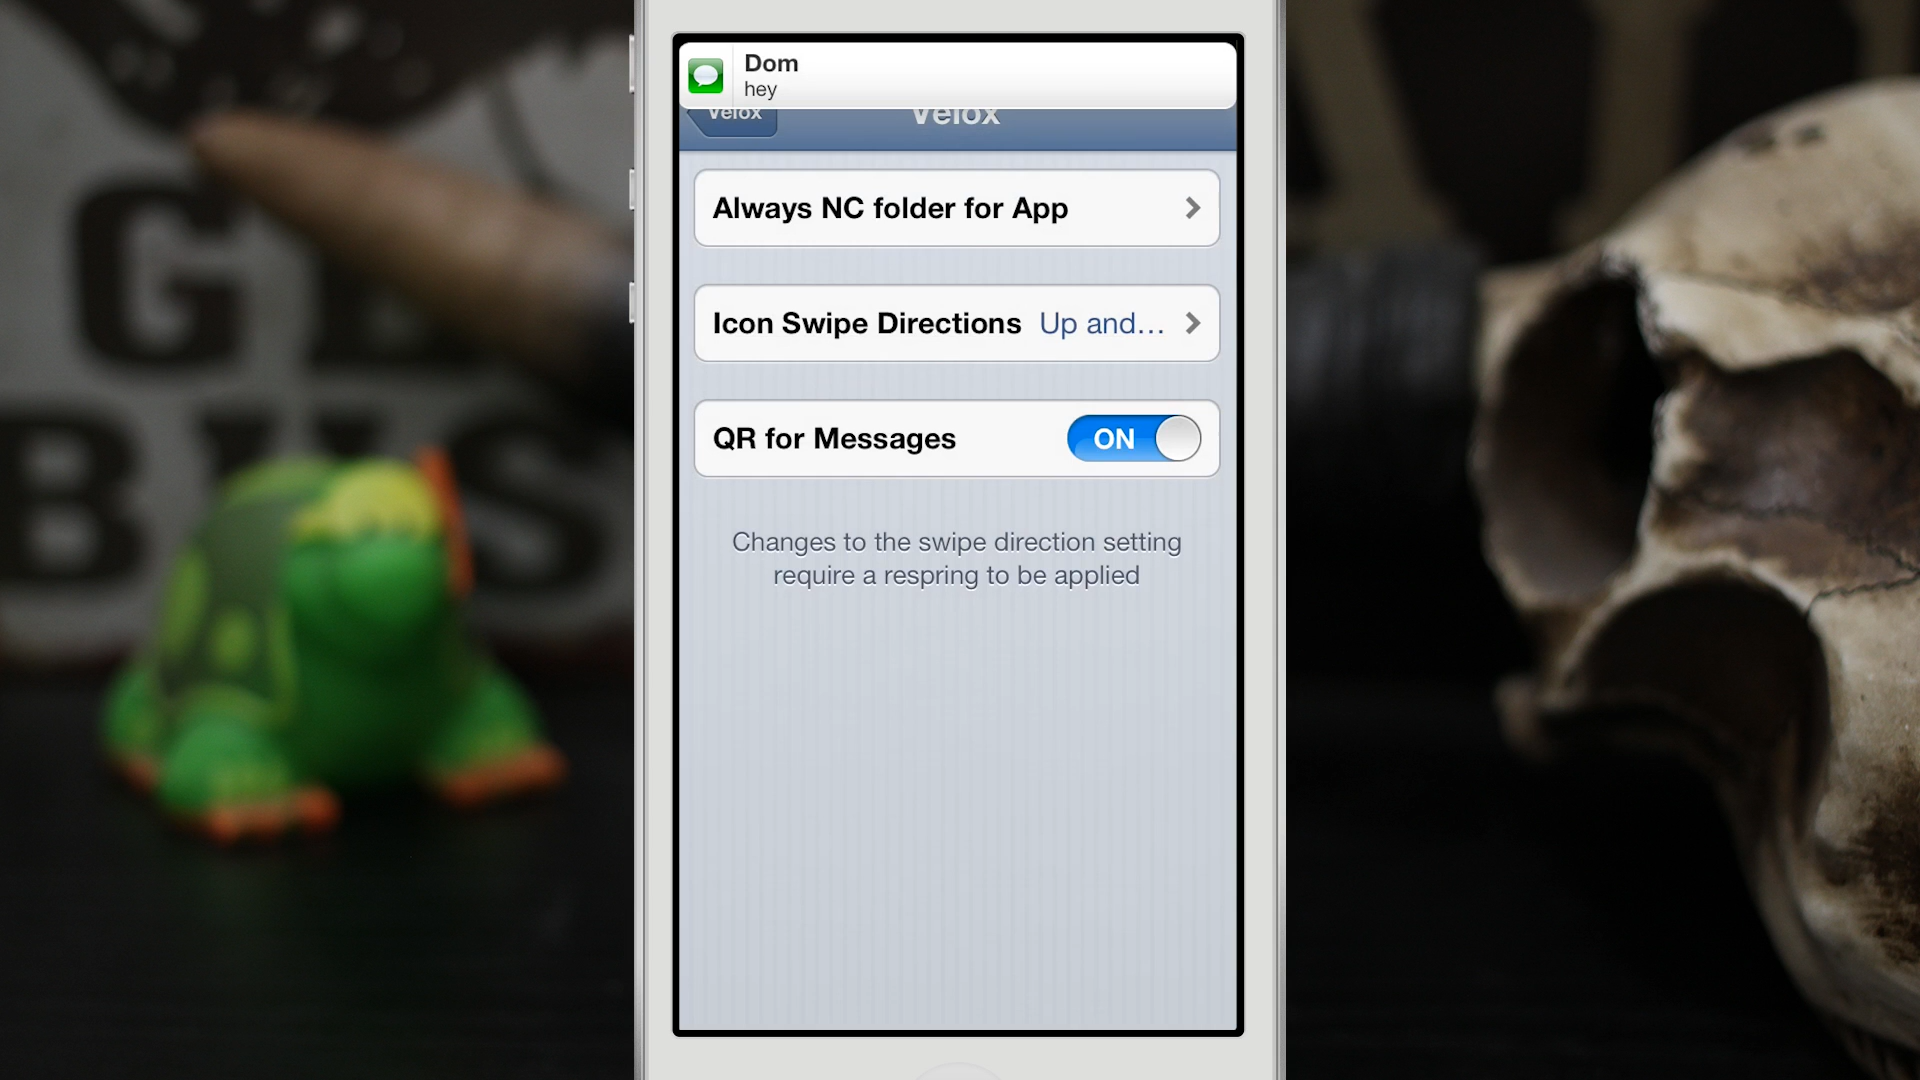 Dom
hey
Velox
Velox
Always NC folder for App
Icon Swipe Directions Up and...
QR for Messages ON
Changes to the swipe direction setting
require a respring to be applied